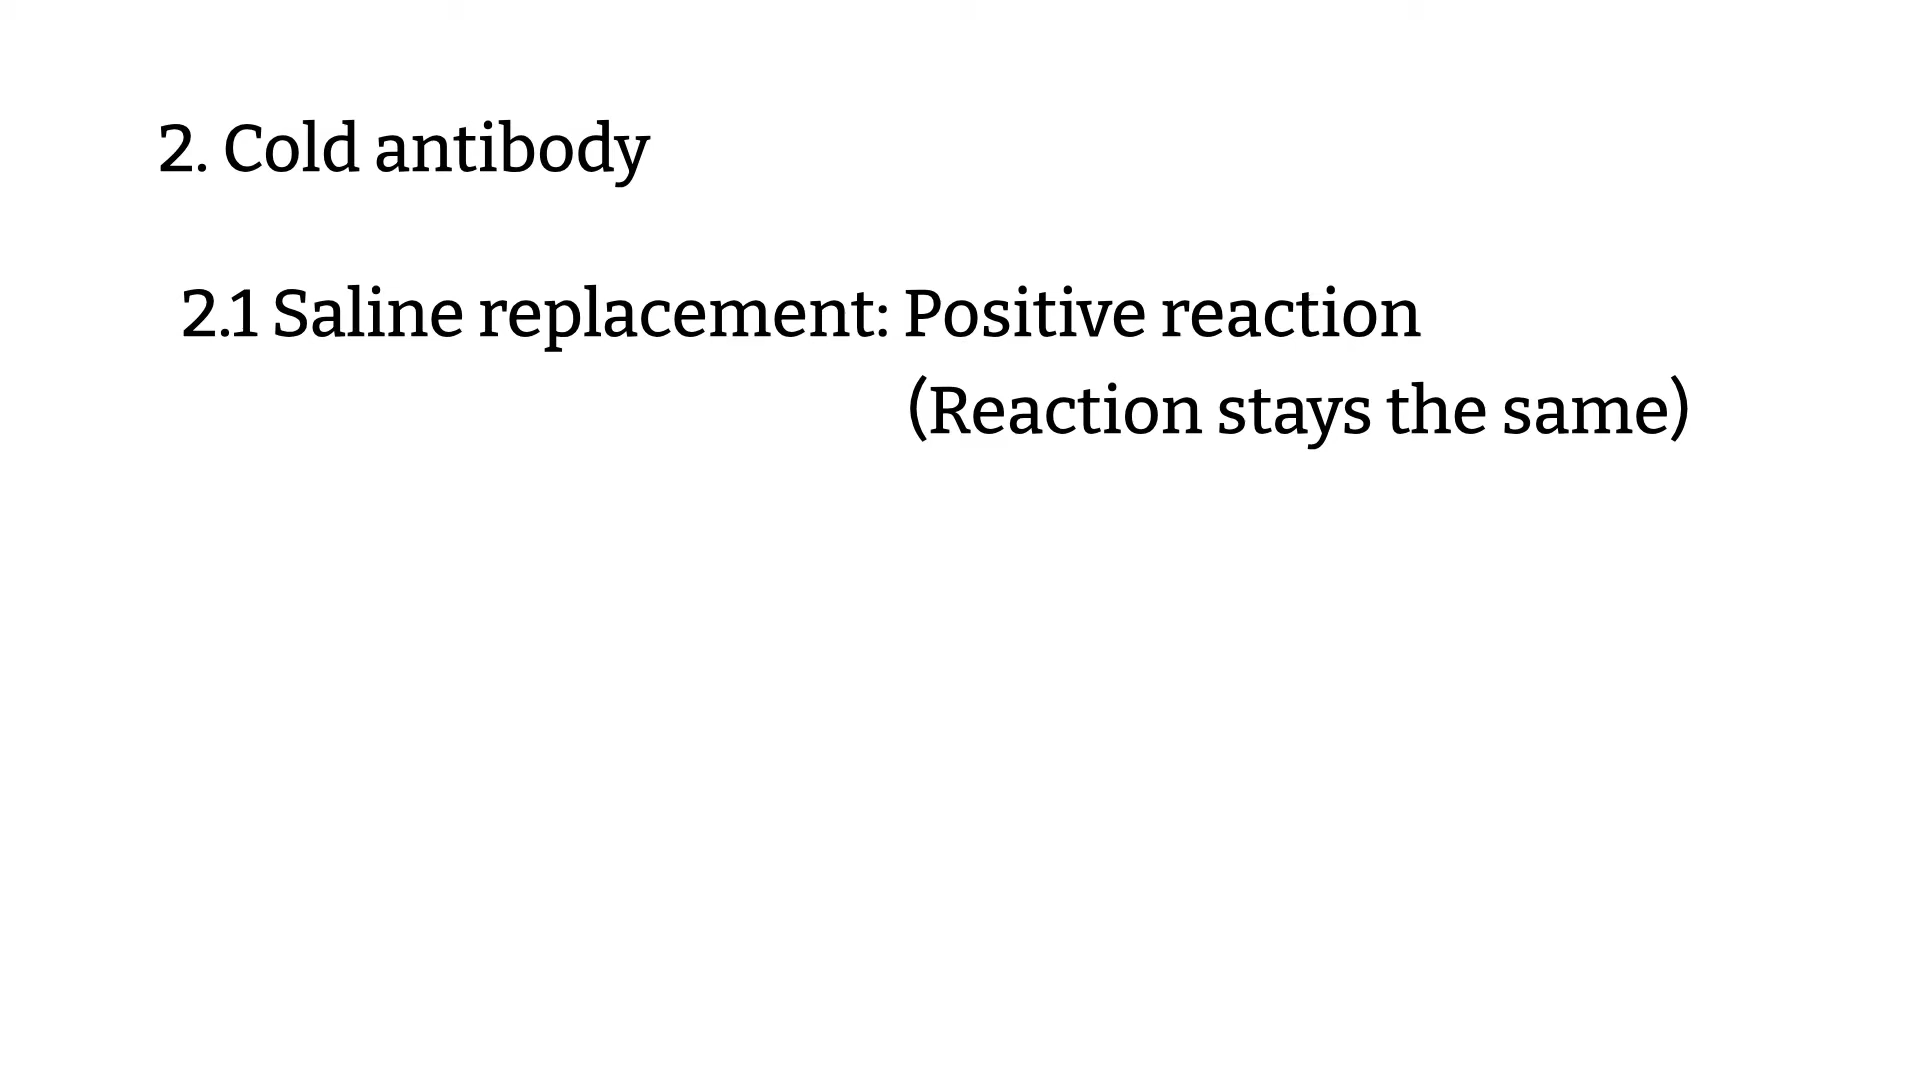 2. Cold antibody
2.1 Saline replacement: Positive reaction
(Reaction stays the same)